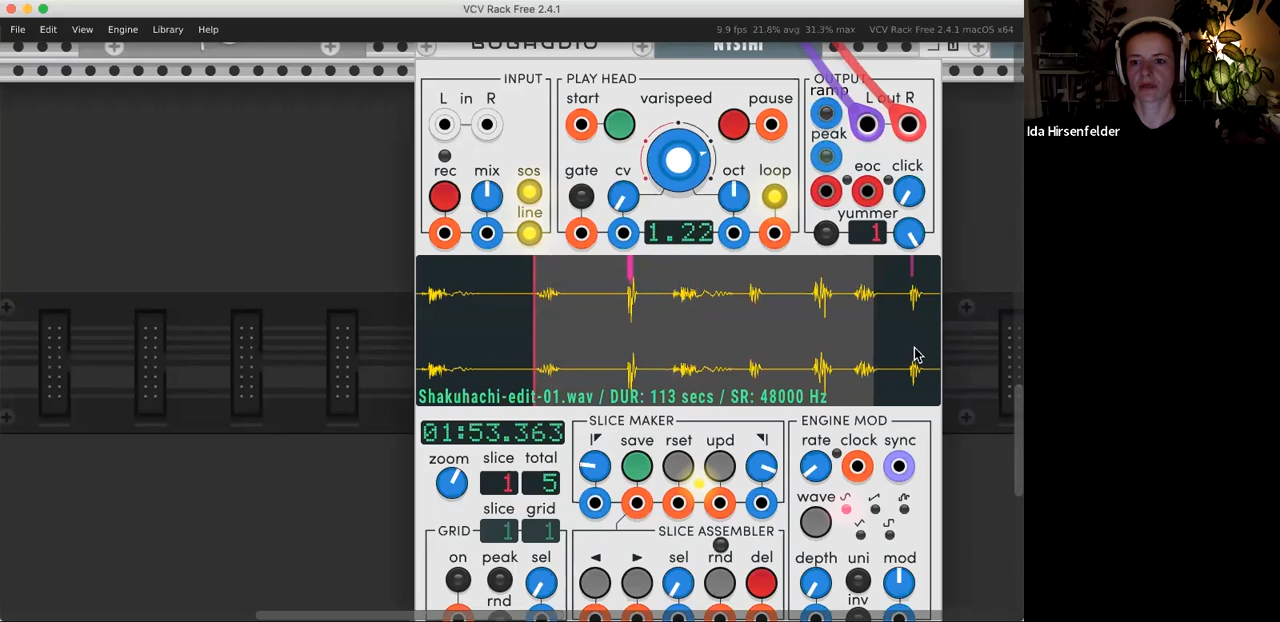 VCV Rack Free 2.4.1
File Edit View Engine Library Help 9.9 fps 21.8% avg 31.3% max VCV Rack Free 2.4.1 macOS x64
BOGAUDIO NYSTHI
INPUT PLAY HEAD OUTPUT
L in R start varispeed pause ramp L out R
peak
rec mix sos gate cv oct loop eoc click
line 1.22 yummer 1
Shakuhachi-edit-01.wav / DUR: 113 secs / SR: 48000 Hz
01:53.363 SLICE MAKER ENGINE MOD
save rset upd rate clock sync
zoom slice total
1 5
slice grid wave
1 1
GRID SLICE ASSEMBLER
on peak sel sel rnd del depth uni mod
rnd inv
Ida Hirsenfelder